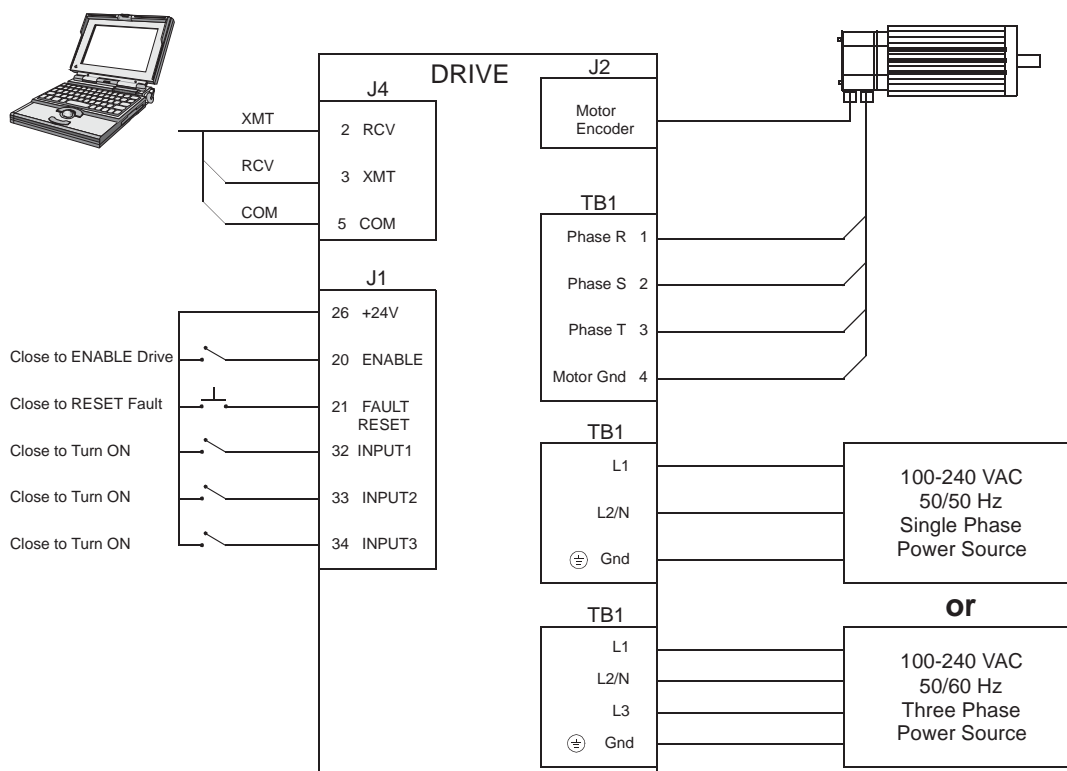 DRIVE
J4
XMT
2 RCV
RCV
3 XMT
COM
5 COM
J1
26 +24V
Close to ENABLE Drive
20 ENABLE
Close to RESET Fault
21 FAULT
RESET
Close to Turn ON
32 INPUT1
Close to Turn ON
33 INPUT2
Close to Turn ON
34 INPUT3
J2
Motor
Encoder
TB1
Phase R 1
Phase S 2
Phase T 3
Motor Gnd 4
TB1
L1
L2/N
Gnd
100-240 VAC
50/50 Hz
Single Phase
Power Source
or
TB1
L1
L2/N
L3
Gnd
100-240 VAC
50/60 Hz
Three Phase
Power Source